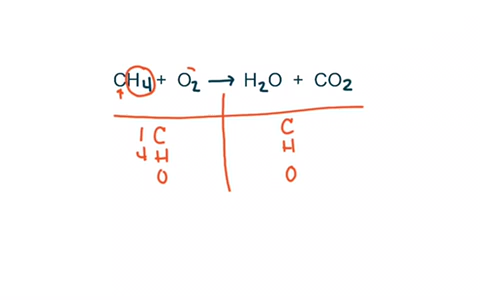 CH₄ + O₂ → H₂O + CO₂
1 C C
4 H H
O O